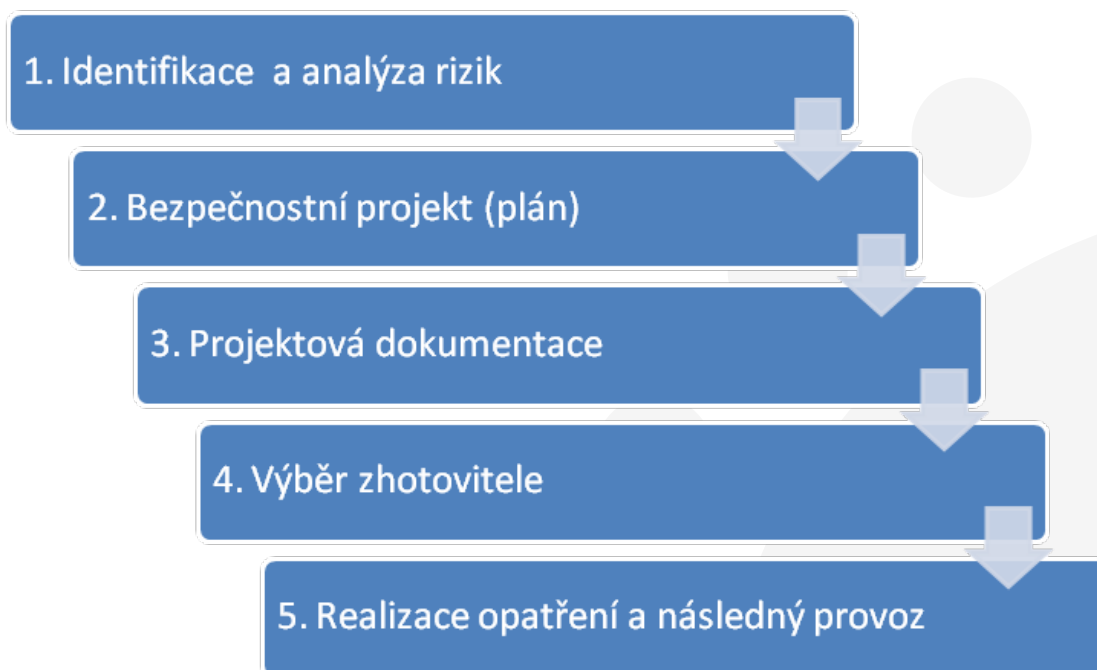 1. Identifikace a analýza rizik
2. Bezpečnostní projekt (plán)
3. Projektová dokumentace
4. Výběr zhotovitele
5. Realizace opatření a následný provoz